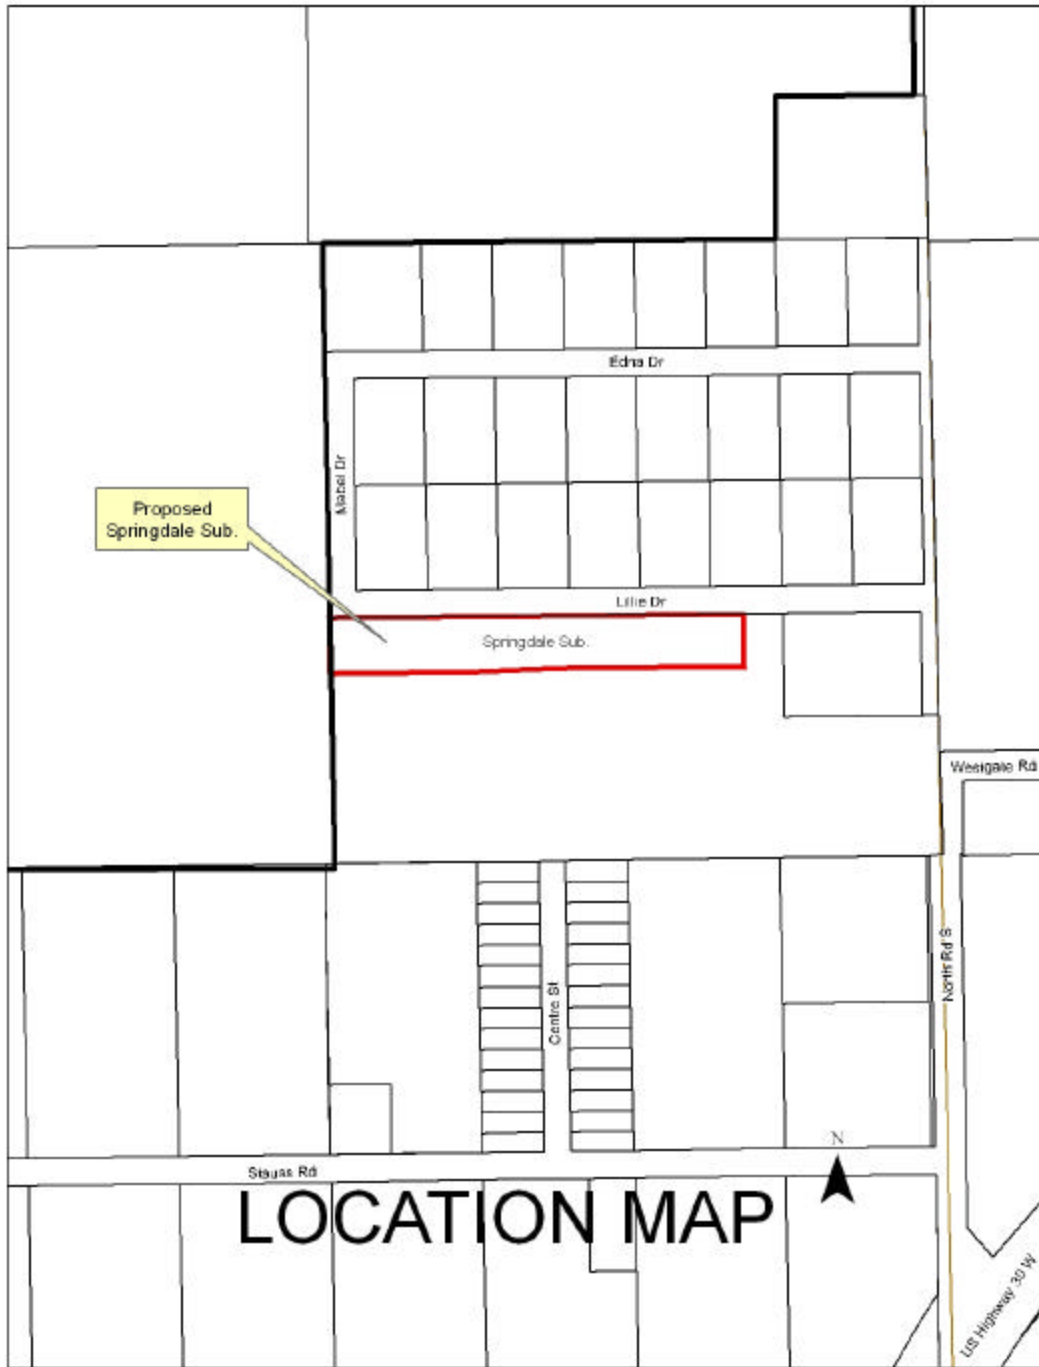 Edna Dr
Mabel Dr
Proposed
Springdale Sub.
Lillie Dr
Springdale Sub.
Westgate Rd
North Rd S
Centre St
N
Stauss Rd
LOCATION MAP
US Highway 30 W